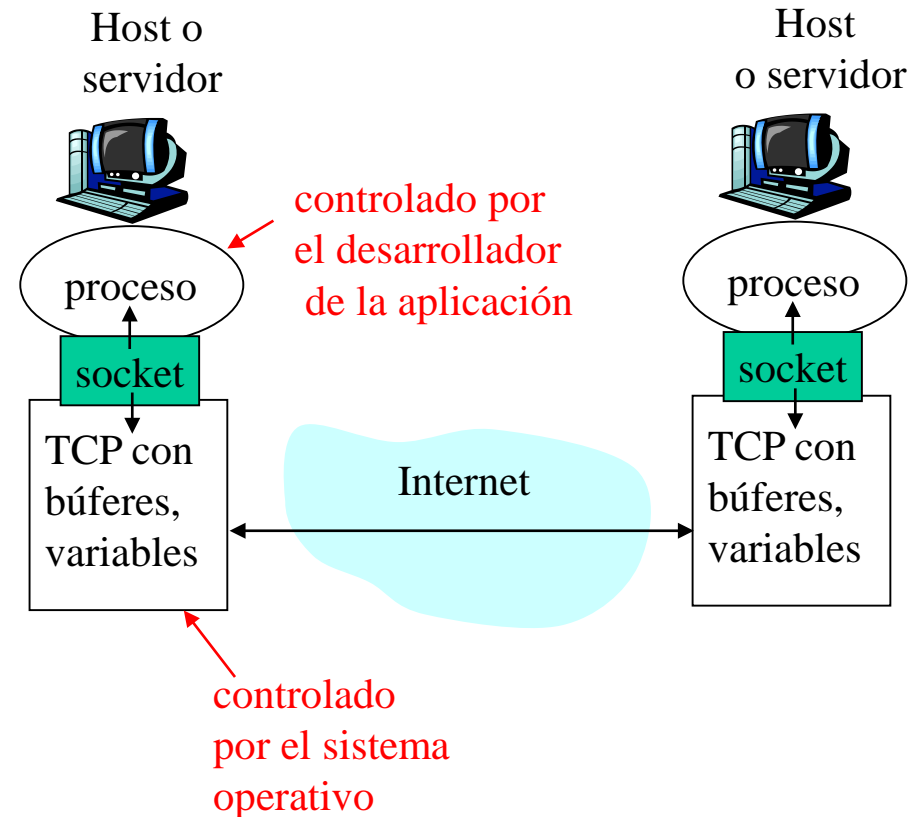 Host o
servidor
Host
o servidor
controlado por
el desarrollador
de la aplicación
proceso
proceso
socket
socket
TCP con
búferes,
variables
Internet
TCP con
búferes,
variables
controlado
por el sistema
operativo